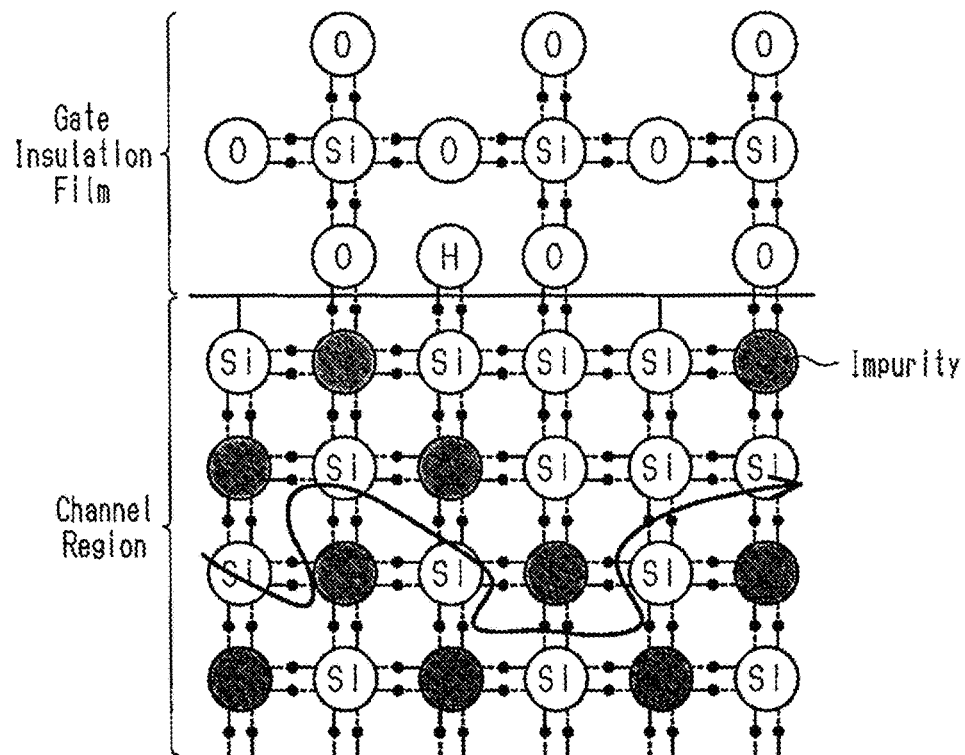 O O O
Gate
Insulation
Film
O Si O Si O Si
O H O O
Si Si Si Si Impurity
Si Si Si Si
Channel
Region
Si Si Si
Si Si Si